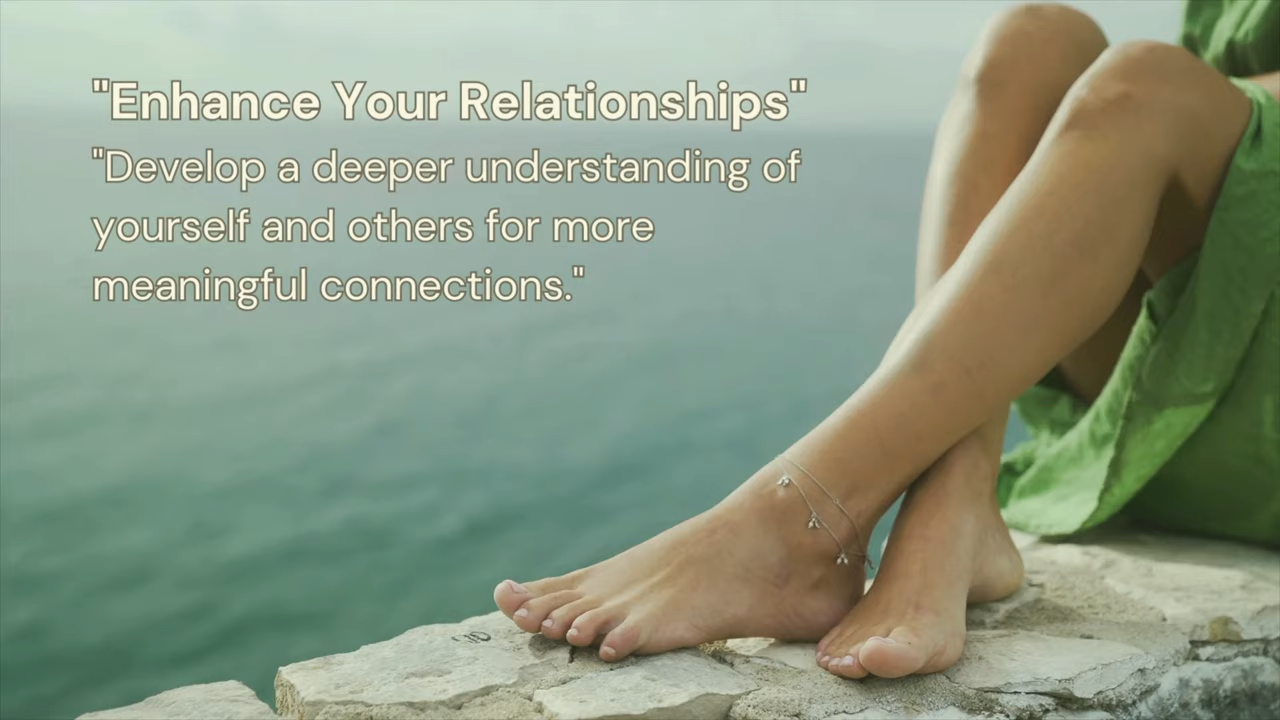 "Enhance Your Relationships"
"Develop a deeper understanding of
yourself and others for more
meaningful connections."